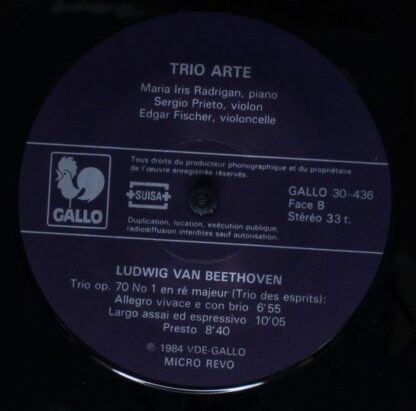 TRIO ARTE
Maria Iris Radrigan, piano
Sergio Prieto, violon
Edgar Fischer, violoncelle
Tous droits du producteur phonographique et du propriétaire
de l'œuvre enregistrée réservés.
GALLO
SUISA
GALLO 30-436
Face B
Stéréo 33 t.
Duplication, location, exécution publique,
radiodiffusion interdites sauf autorisation.
LUDWIG VAN BEETHOVEN
Trio op. 70 No 1 en ré majeur (Trio des esprits):
Allegro vivace e con brio 6'55
Largo assai ed espressivo 10'05
Presto 8'40
℗ 1984 VDE-GALLO
MICRO REVO